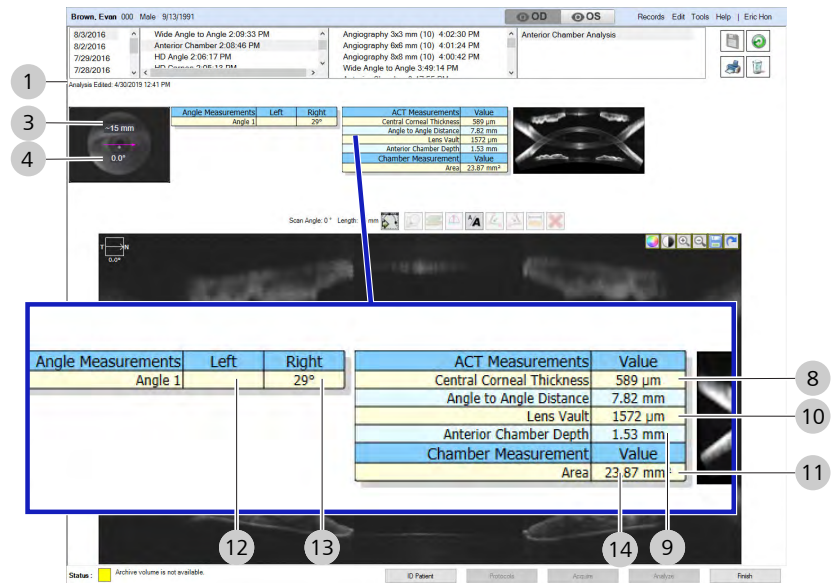 Brown, Evan 000 Male 9/13/1991
OD OS
Records Edit Tools Help | Eric Hon
8/3/2016
8/2/2016
7/29/2016
7/28/2016
Wide Angle to Angle 2:09:33 PM
Anterior Chamber 2:08:46 PM
HD Angle 2:06:17 PM
HD Cornea 2:05:13 PM
Angiography 3x3 mm (10) 4:02:30 PM
Angiography 6x6 mm (10) 4:01:24 PM
Angiography 8x8 mm (10) 4:00:42 PM
Wide Angle to Angle 3:49:14 PM
Anterior Chamber Analysis
1
Analysis Edited: 4/30/2019 12:41 PM
3
4
~15 mm
0.0°
Angle Measurements Left Right
Angle 1 29°
ACT Measurements Value
Central Corneal Thickness 589 µm
Angle to Angle Distance 7.82 mm
Lens Vault 1572 µm
Anterior Chamber Depth 1.53 mm
Chamber Measurement Value
Area 23.87 mm²
Scan Angle: 0° Length: mm
A/A
T N
0.0°
Angle Measurements Left Right
Angle 1 29°
ACT Measurements Value
Central Corneal Thickness 589 µm 8
Angle to Angle Distance 7.82 mm
Lens Vault 1572 µm 10
Anterior Chamber Depth 1.53 mm
Chamber Measurement Value
Area 23.87 mm² 11
12 13 14 9
Status : Archive volume is not available.
ID Patient Protocols Acquire Analyze Finish